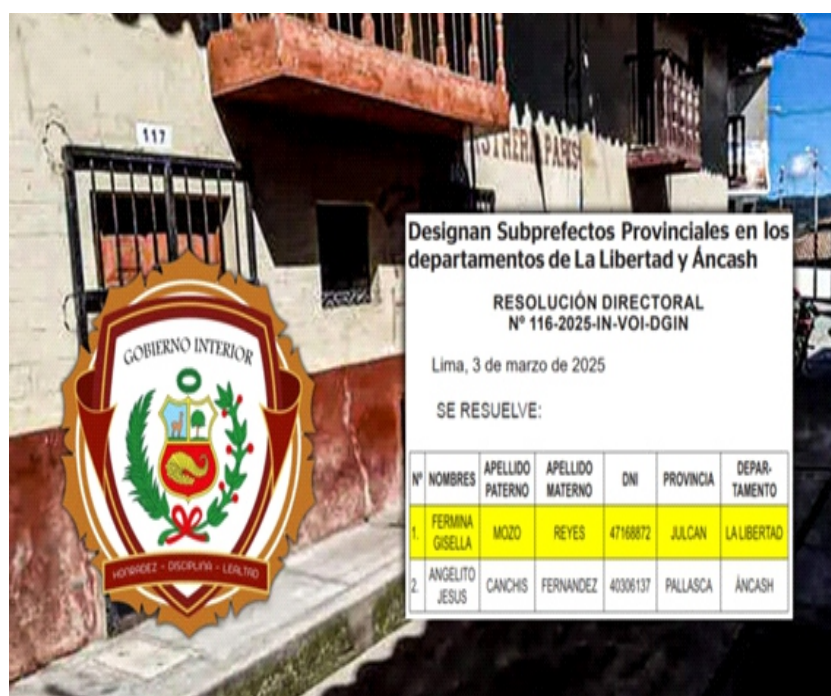 117
Designan Subprefectos Provinciales en los
departamentos de La Libertad y Áncash
RESOLUCIÓN DIRECTORAL
Nº 116-2025-IN-VOI-DGIN
Lima, 3 de marzo de 2025
SE RESUELVE:
Nº NOMBRES APELLIDO PATERNO APELLIDO MATERNO DNI PROVINCIA DEPAR-TAMENTO
1. FERMINA GISELLA MOZO REYES 47168872 JULCAN LA LIBERTAD
2. ANGELITO JESUS CANCHIS FERNANDEZ 40306137 PALLASCA ÁNCASH
GOBIERNO INTERIOR
HONRADEZ - DISCIPLINA - LEALTAD